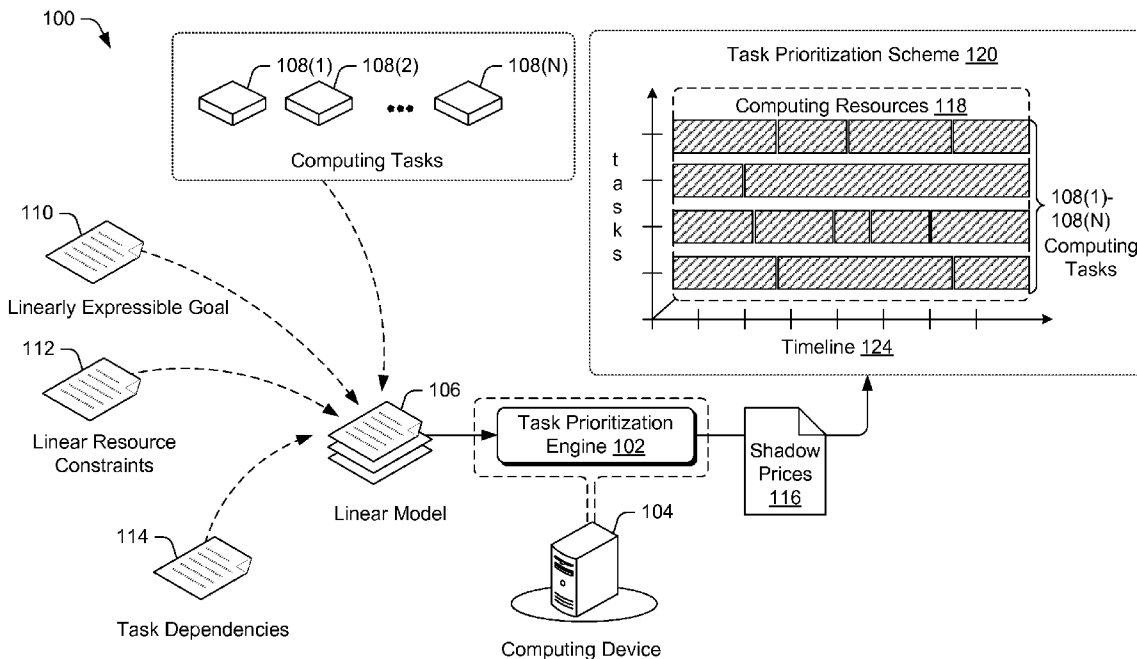 100
108(1)
108(2)
108(N)
Computing Tasks
Task Prioritization Scheme 120
Computing Resources 118
tasks
108(1)-
108(N)
Computing
Tasks
Timeline 124
110
Linearly Expressible Goal
112
Linear Resource
Constraints
114
Task Dependencies
106
Linear Model
Task Prioritization
Engine 102
104
Computing Device
Shadow
Prices
116